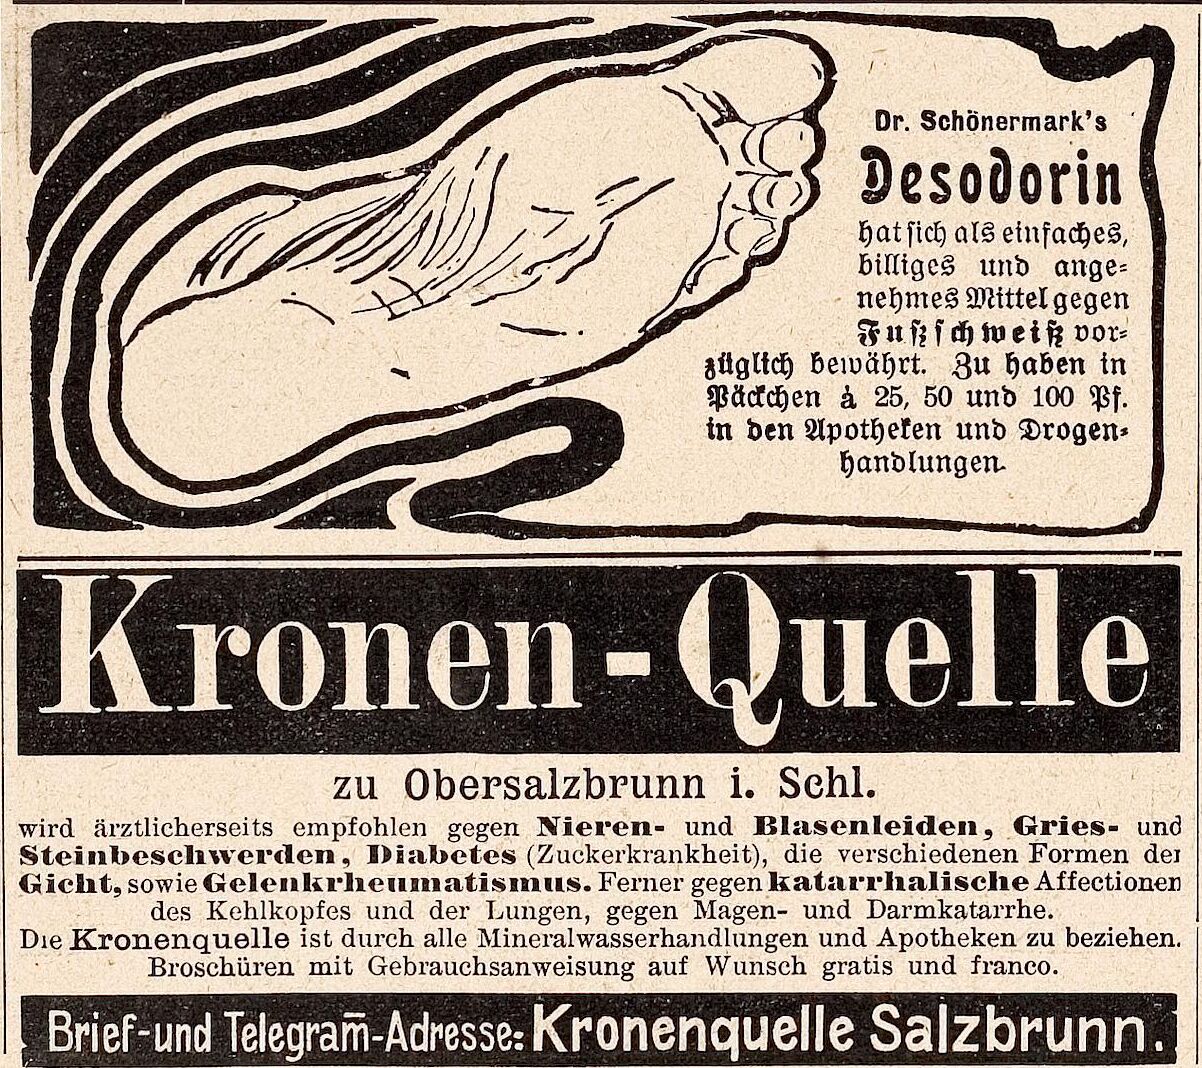 Dr. Schönermark's
Desodorin
hat sich als einfaches,
billiges und ange=
nehmes Mittel gegen
Fußschweiß vor=
züglich bewährt. Zu haben in
Päckchen à 25, 50 und 100 Pf.
in den Apotheken und Drogen=
handlungen.
Kronen-Quelle
zu Obersalzbrunn i. Schl.
wird ärztlicherseits empfohlen gegen Nieren- und Blasenleiden, Gries- und
Steinbeschwerden, Diabetes (Zuckerkrankheit), die verschiedenen Formen der
Gicht, sowie Gelenkrheumatismus. Ferner gegen katarrhalische Affectionen
des Kehlkopfes und der Lungen, gegen Magen- und Darmkatarrhe.
Die Kronenquelle ist durch alle Mineralwasserhandlungen und Apotheken zu beziehen.
Broschüren mit Gebrauchsanweisung auf Wunsch gratis und franco.
Brief-und Telegram̅-Adresse: Kronenquelle Salzbrunn.